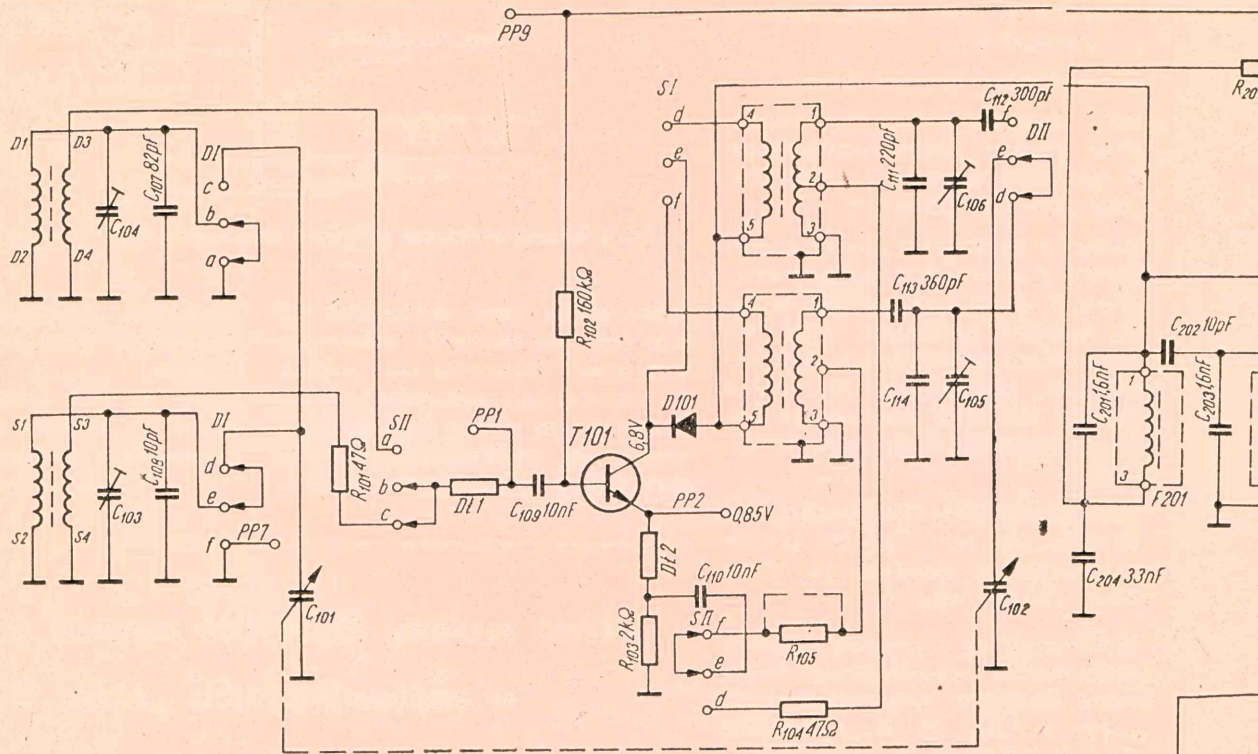 PP9
R20
SI
d
e
f
C112 300pF
f
DII
e
d
4
1
2
5
3
C111 220pF
C106
D1
D3
D2
D4
C104
C107 82pF
DI
c
b
a
R102 160kΩ
C113 360pF
4
1
2
5
3
C114
C105
C202 10pF
C201 1,6nF
C203 1,6nF
1
3
F201
C204 33nF
D101
6,8V
T101
S1
S3
S2
S4
C103
C109 10pF
DI
d
e
f
PP7
R101 47Ω
SII
a
b
c
PP1
Dł1
C109 10nF
PP2
0,85V
Dł2
C110 10nF
SII
f
e
d
R103 2kΩ
R105
R104 47Ω
C101
C102